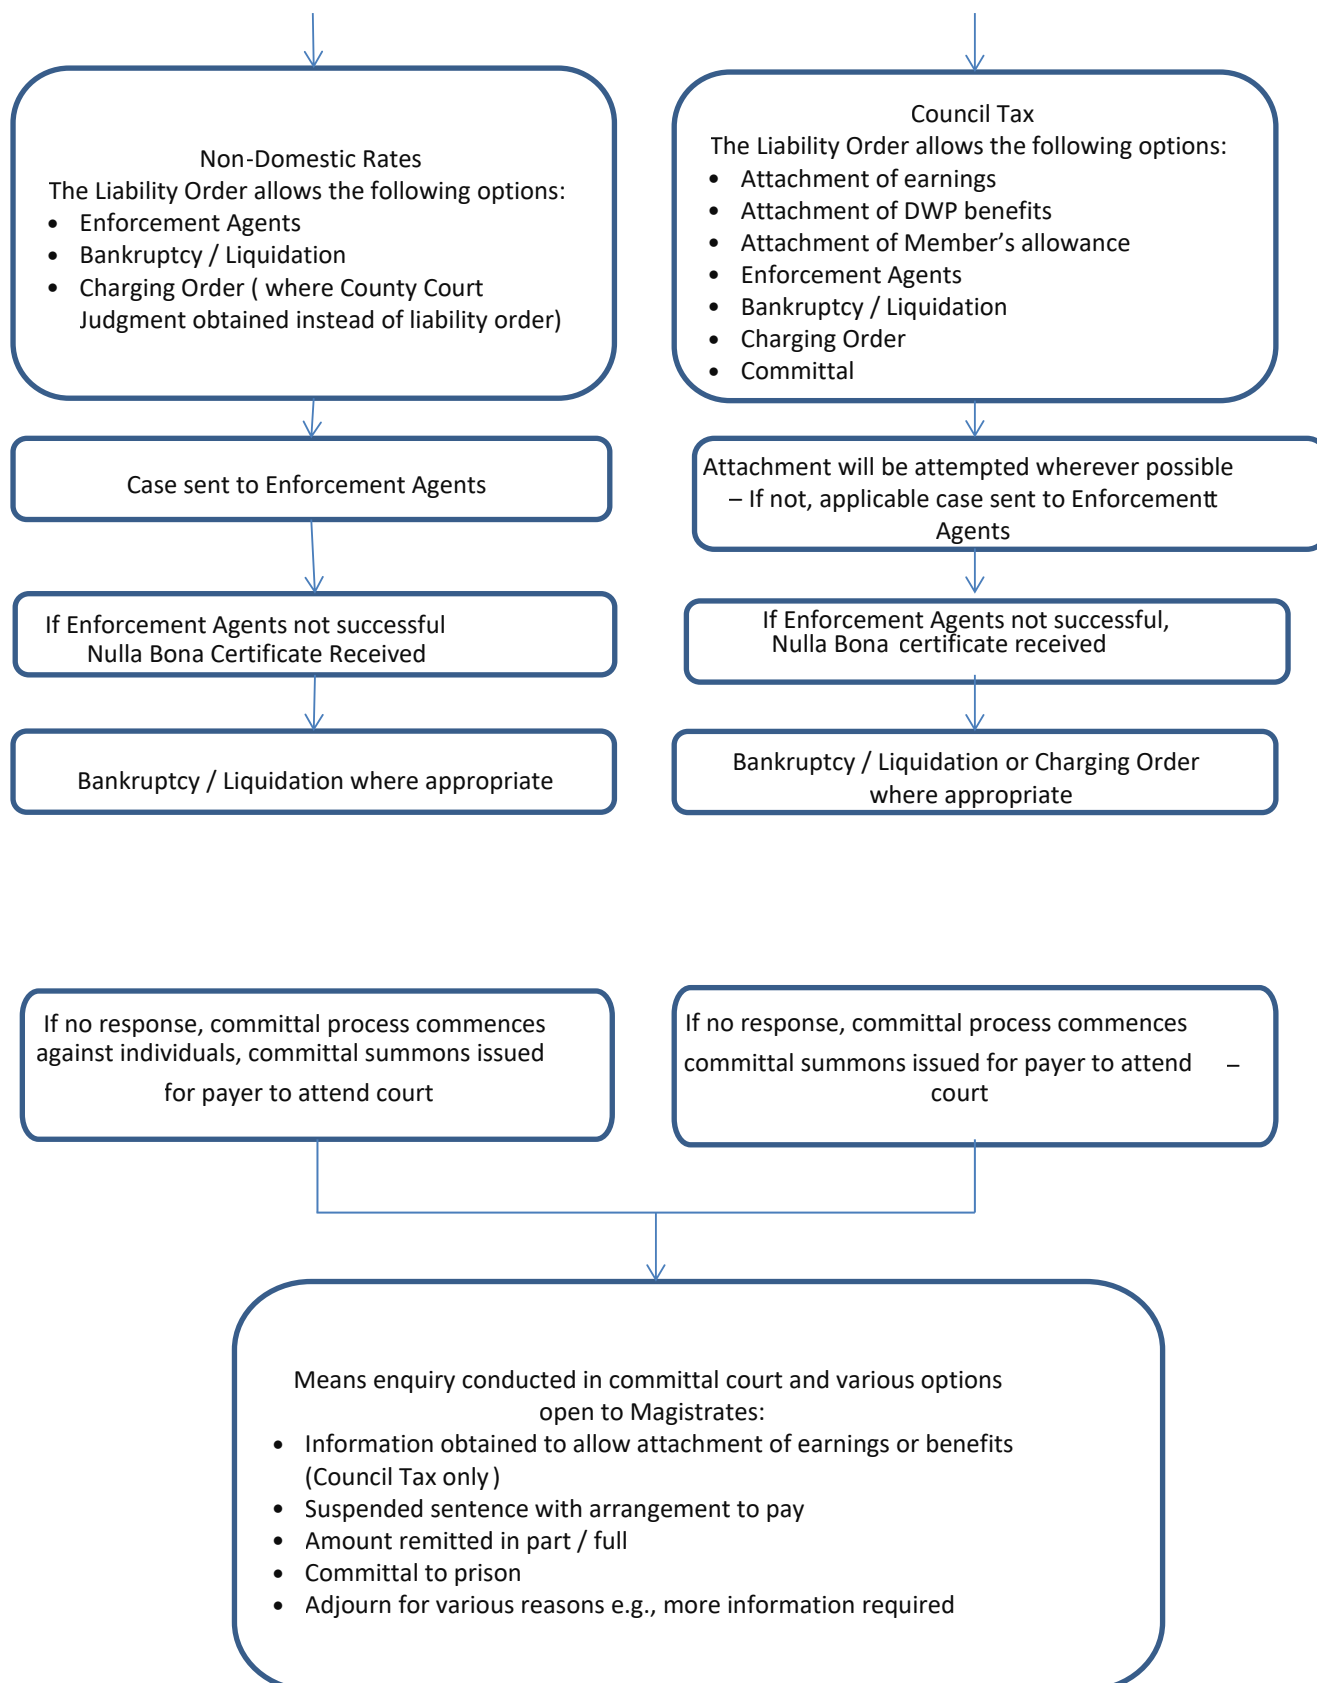 Non-Domestic Rates
The Liability Order allows the following options:
• Enforcement Agents
• Bankruptcy / Liquidation
• Charging Order ( where County Court
Judgment obtained instead of liability order)
Council Tax
The Liability Order allows the following options:
• Attachment of earnings
• Attachment of DWP benefits
• Attachment of Member’s allowance
• Enforcement Agents
• Bankruptcy / Liquidation
• Charging Order
• Committal
Case sent to Enforcement Agents
Attachment will be attempted wherever possible
– If not, applicable case sent to Enforcementt
Agents
If Enforcement Agents not successful
Nulla Bona Certificate Received
If Enforcement Agents not successful,
Nulla Bona certificate received
Bankruptcy / Liquidation where appropriate
Bankruptcy / Liquidation or Charging Order
where appropriate
If no response, committal process commences
against individuals, committal summons issued
for payer to attend court
If no response, committal process commences
committal summons issued for payer to attend –
court
Means enquiry conducted in committal court and various options
open to Magistrates:
• Information obtained to allow attachment of earnings or benefits
(Council Tax only)
• Suspended sentence with arrangement to pay
• Amount remitted in part / full
• Committal to prison
• Adjourn for various reasons e.g., more information required